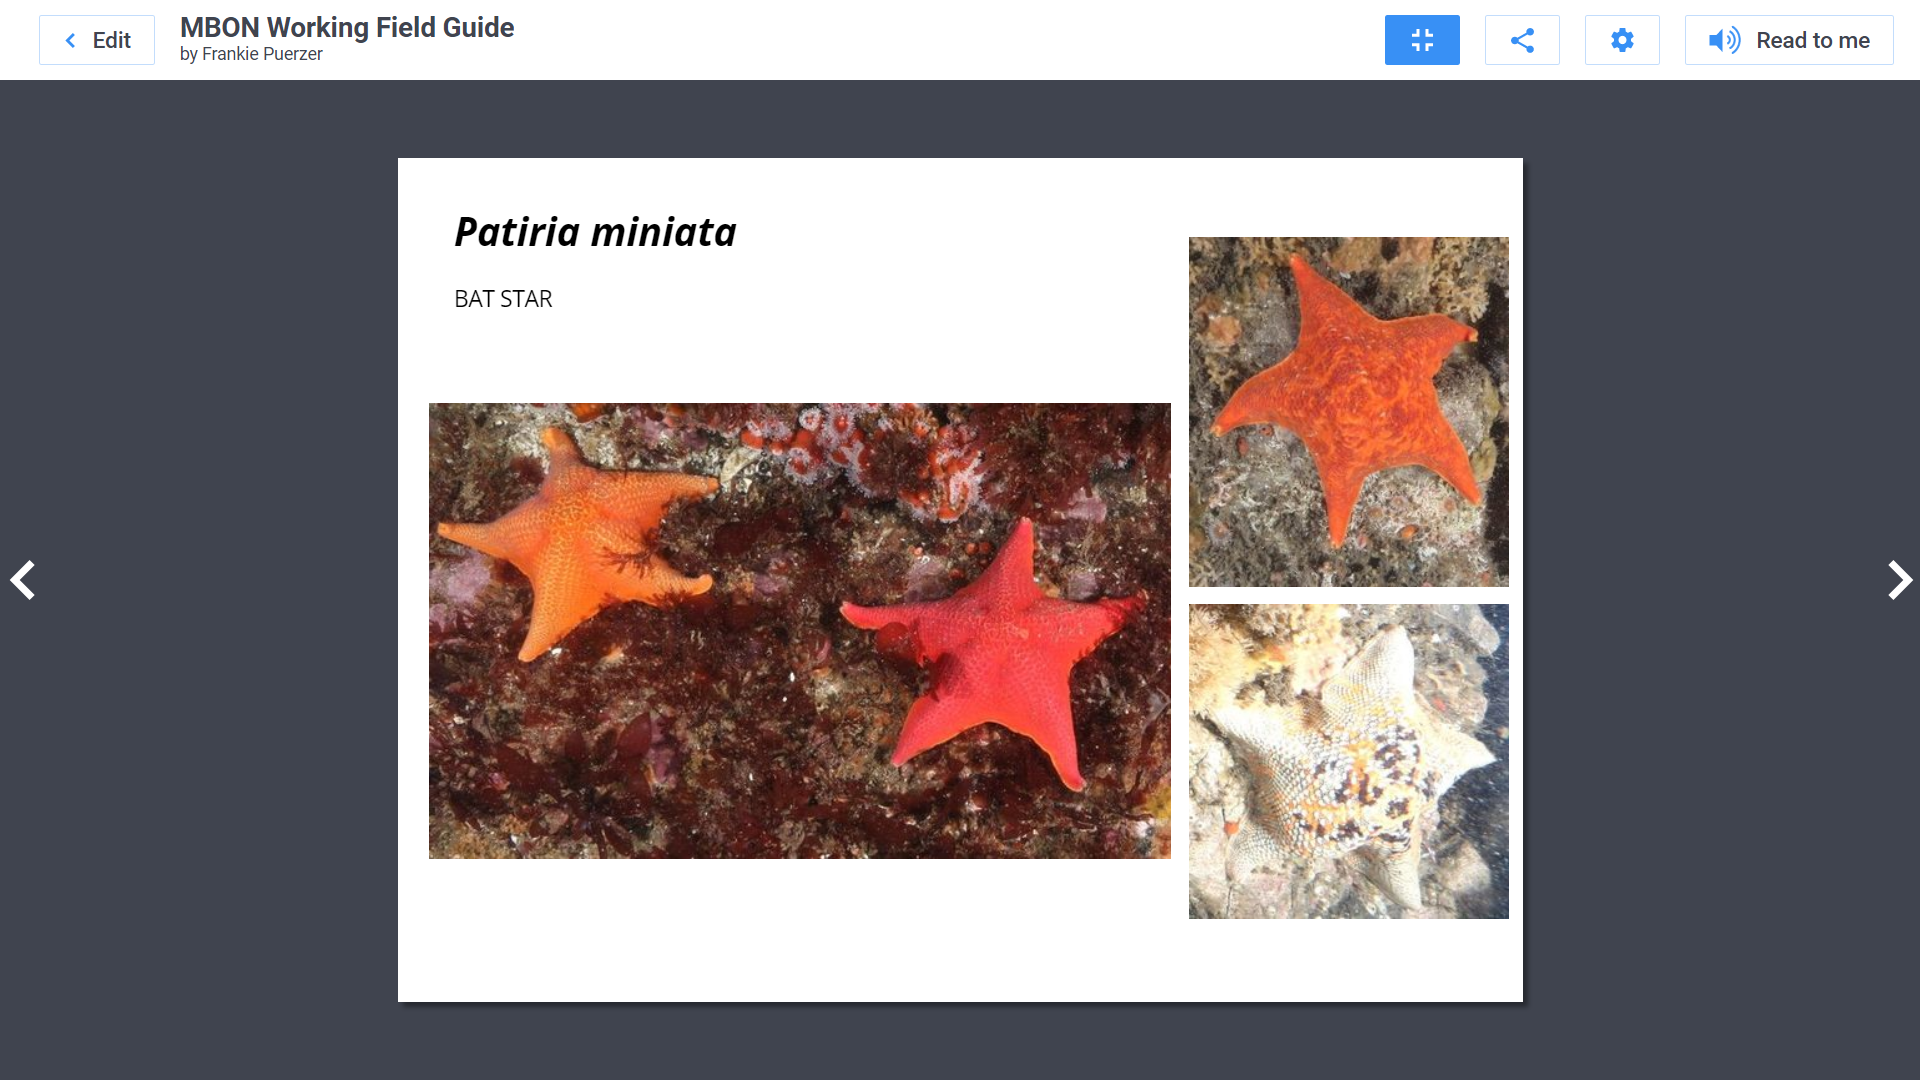 Edit
MBON Working Field Guide
by Frankie Puerzer
Read to me
Patiria miniata
BAT STAR